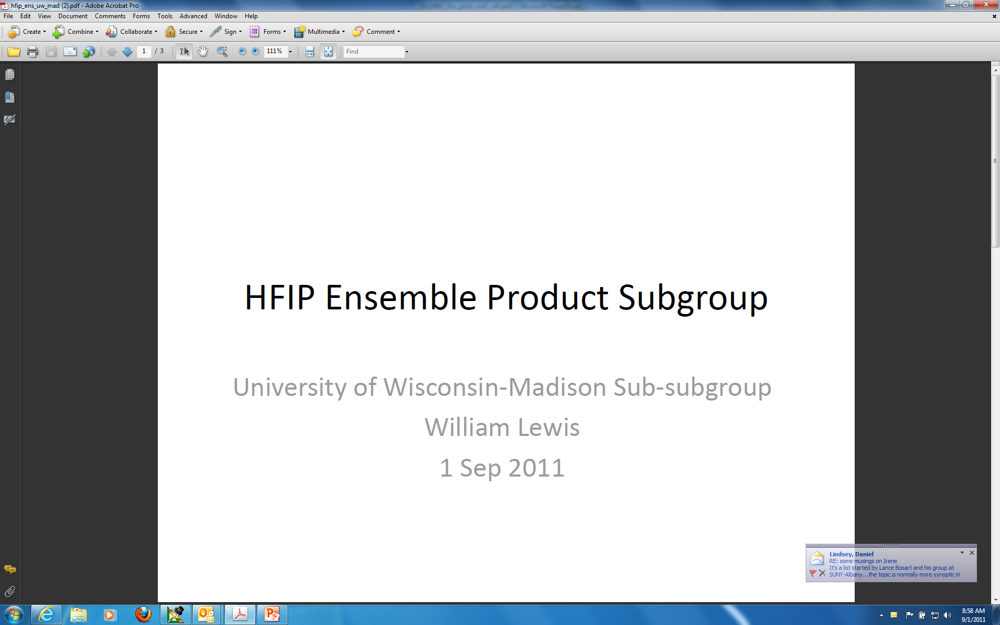 hfip_ens_uw_mad (2).pdf - Adobe Acrobat Pro
File Edit View Document Comments Forms Tools Advanced Window Help
Create Combine Collaborate Secure Sign Forms Multimedia Comment
1 / 3 111% Find
HFIP Ensemble Product Subgroup
University of Wisconsin-Madison Sub-subgroup
William Lewis
1 Sep 2011
Lindsey, Daniel
RE: some musings on Irene
It's a list started by Lance Bosart and his group at
SUNY-Albany...the topic is normally more synoptic in
8:58 AM
9/1/2011